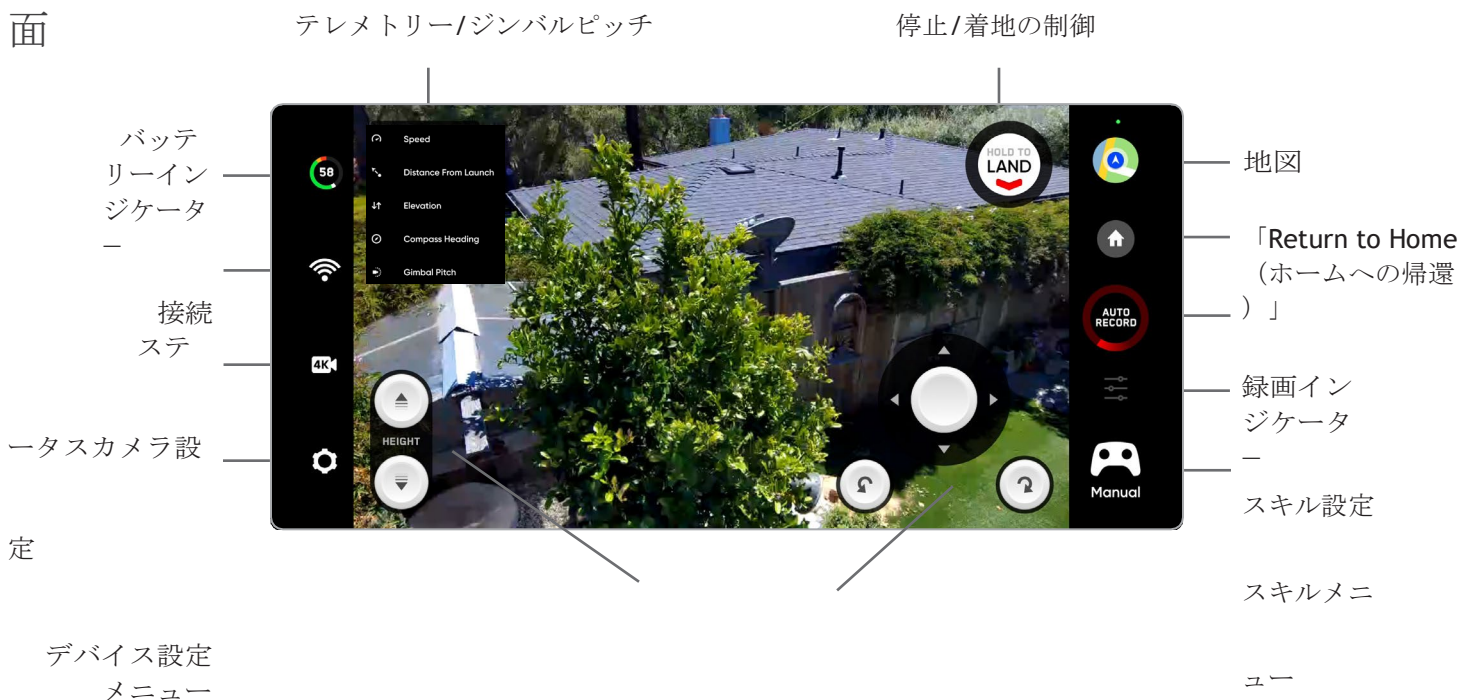 面
テレメトリー/ジンバルピッチ
停止/着地の制御
バッテ
リーイン
ジケータ
ー
接続
ステ
ータスカメラ設
定
デバイス設定
メニュー
58
4K
Speed
Distance From Launch
Elevation
Compass Heading
Gimbal Pitch
HEIGHT
HOLD TO
LAND
AUTO
RECORD
Manual
地図
「Return to Home
（ホームへの帰還
）」
録画イン
ジケータ
ー
スキル設定
スキルメニ
ュー